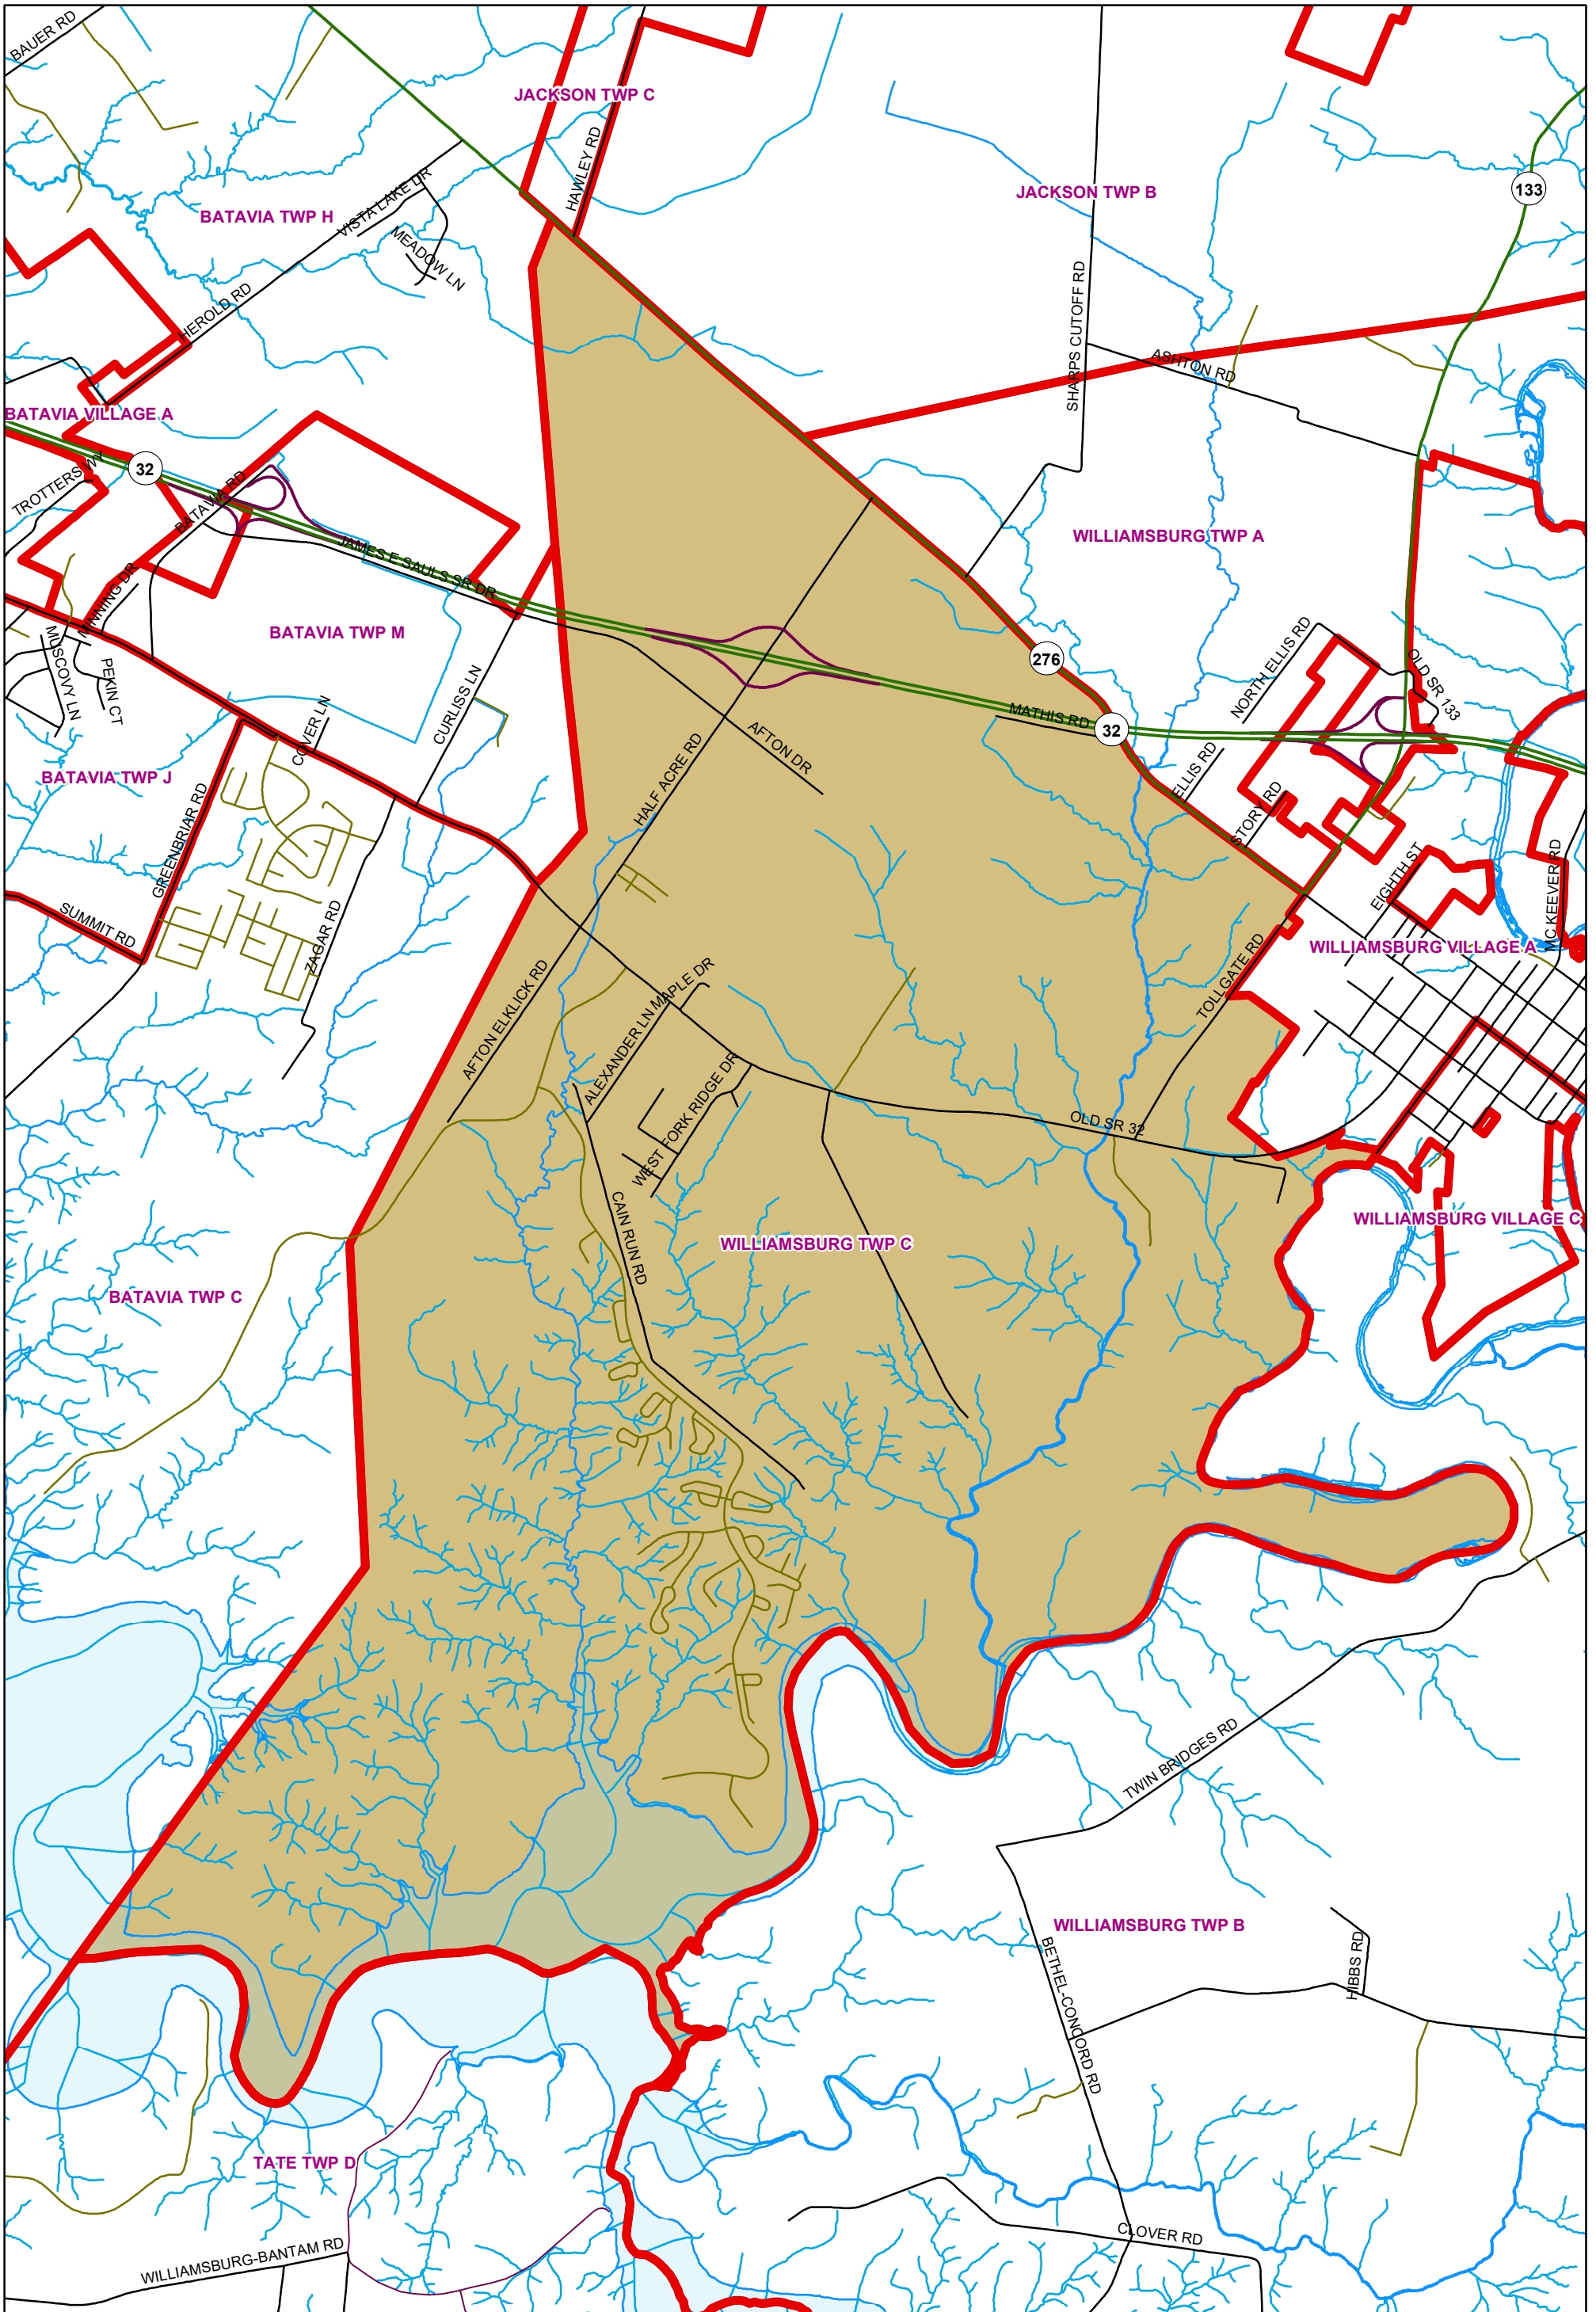 BAUER RD
JACKSON TWP C
HAWLEY RD
JACKSON TWP B
133
VISTA LAKE DR
BATAVIA TWP H
MEADOW LN
HEROLD RD
SHARPS CUTOFF RD
ASHTON RD
BATAVIA VILLAGE A
32
TROTTERS WY
BATAVIA RD
JAMES E SAULS SR DR
WILLIAMSBURG TWP A
MINNING DR
BATAVIA TWP M
MUSCOVY LN
PEKIN CT
COVER LN
CURLISS LN
276
NORTH ELLIS RD
OLD SR 133
MATHIS RD
32
AFTON DR
HALF ACRE RD
BATAVIA TWP J
GREENBRIAR RD
ELLIS RD
STORY RD
EIGHTH ST
MC KEEVER RD
SUMMIT RD
ZAGAR RD
WILLIAMSBURG VILLAGE A
TOLLGATE RD
AFTON ELKLICK RD
MAPLE DR
ALEXANDER LN
WEST FORK RIDGE DR
OLD SR 32
CAIN RUN RD
WILLIAMSBURG TWP C
WILLIAMSBURG VILLAGE C
BATAVIA TWP C
TWIN BRIDGES RD
WILLIAMSBURG TWP B
BETHEL-CONCORD RD
HIBBS RD
TATE TWP D
CLOVER RD
WILLIAMSBURG-BANTAM RD